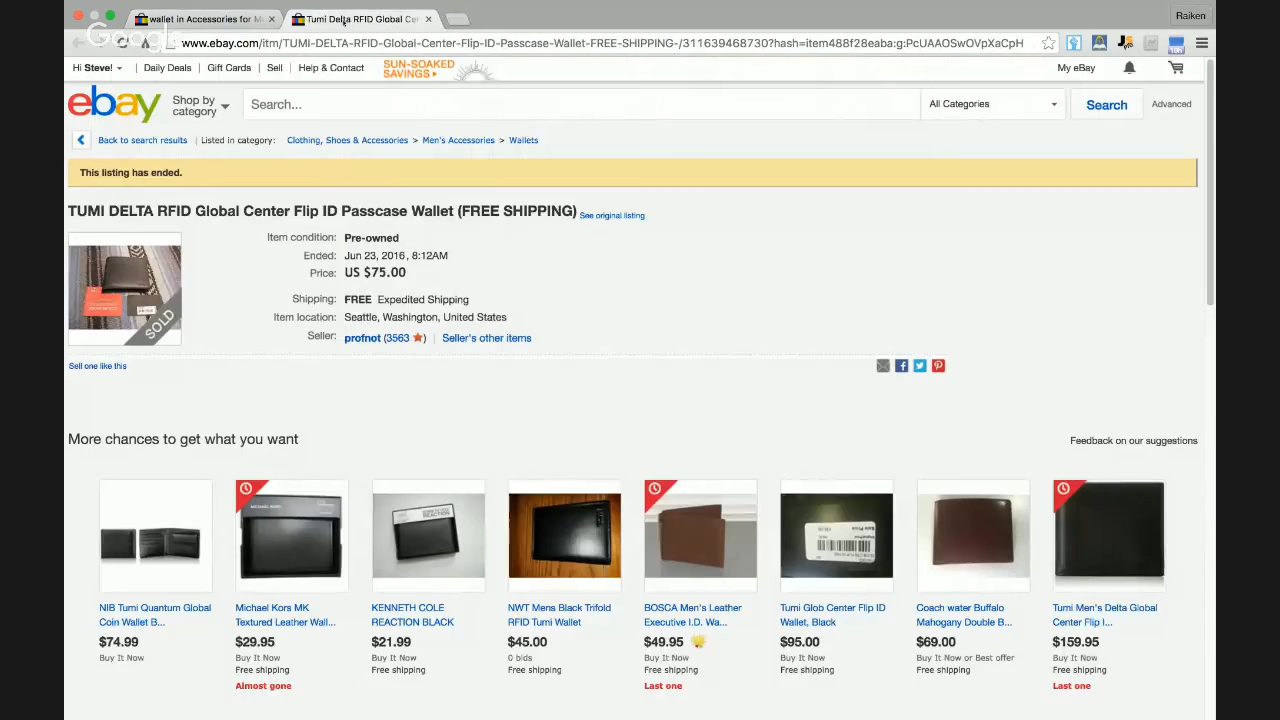 wallet in Accessories for M
Tumi Delta RFID Global Cen
Raiken
Google
www.ebay.com/itm/TUMI-DELTA-RFID-Global-Center-Flip-ID-Passcase-Wallet-FREE-SHIPPING-/311639468730?hash=item488f28eaba:g:PcUAAOSwOVpXaCpH
Hi Steve!
Daily Deals
Gift Cards
Sell
Help & Contact
SUN-SOAKED
SAVINGS
My eBay
ebay
Shop by
category
Search...
All Categories
Search
Advanced
Back to search results | Listed in category: Clothing, Shoes & Accessories > Men's Accessories > Wallets
This listing has ended.
TUMI DELTA RFID Global Center Flip ID Passcase Wallet (FREE SHIPPING) See original listing
Item condition: Pre-owned
Ended: Jun 23, 2016 , 8:12AM
Price: US $75.00
Shipping: FREE Expedited Shipping
Item location: Seattle, Washington, United States
Seller: profnot (3563 ) | Seller's other items
SOLD
Sell one like this
More chances to get what you want
Feedback on our suggestions
NIB Tumi Quantum Global
Coin Wallet B...
$74.99
Buy It Now
Michael Kors MK
Textured Leather Wall...
$29.95
Buy It Now
Free shipping
Almost gone
KENNETH COLE
REACTION BLACK
$21.99
Buy It Now
Free shipping
NWT Mens Black Trifold
RFID Tumi Wallet
$45.00
0 bids
Free shipping
BOSCA Men's Leather
Executive I.D. Wa...
$49.95
Buy It Now
Free shipping
Last one
Tumi Glob Center Flip ID
Wallet, Black
$95.00
Buy It Now
Free shipping
Coach water Buffalo
Mahogany Double B...
$69.00
Buy It Now or Best offer
Free shipping
Tumi Men's Delta Global
Center Flip I...
$159.95
Buy It Now
Free shipping
Last one